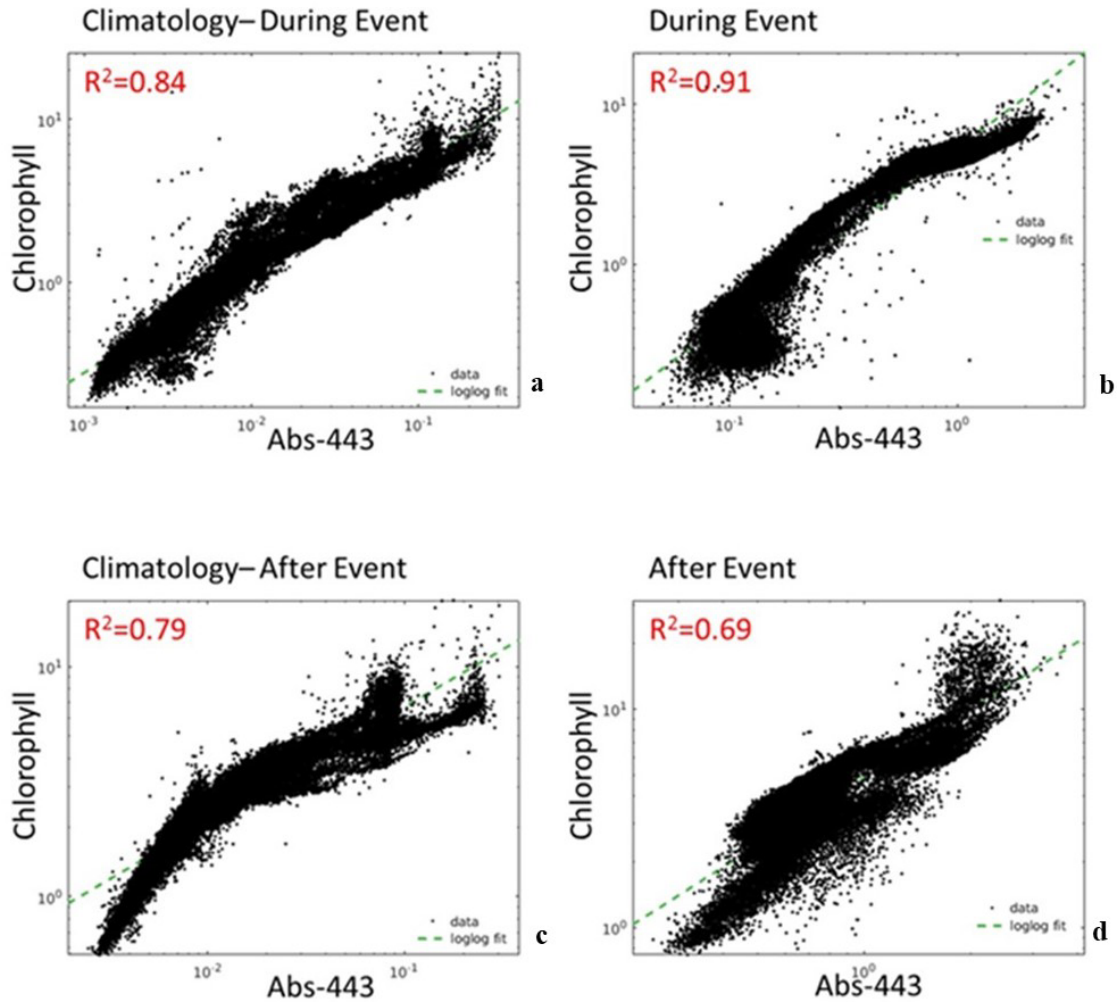 Climatology– During Event
R²=0.84
Chlorophyll
10¹
10⁰
data
loglog fit
10⁻³
10⁻²
10⁻¹
Abs-443
a
During Event
R²=0.91
Chlorophyll
10¹
10⁰
data
loglog fit
10⁻¹
10⁰
Abs-443
b
Climatology– After Event
R²=0.79
Chlorophyll
10¹
10⁰
data
loglog fit
10⁻²
10⁻¹
Abs-443
c
After Event
R²=0.69
Chlorophyll
10¹
10⁰
data
loglog fit
10⁰
Abs-443
d